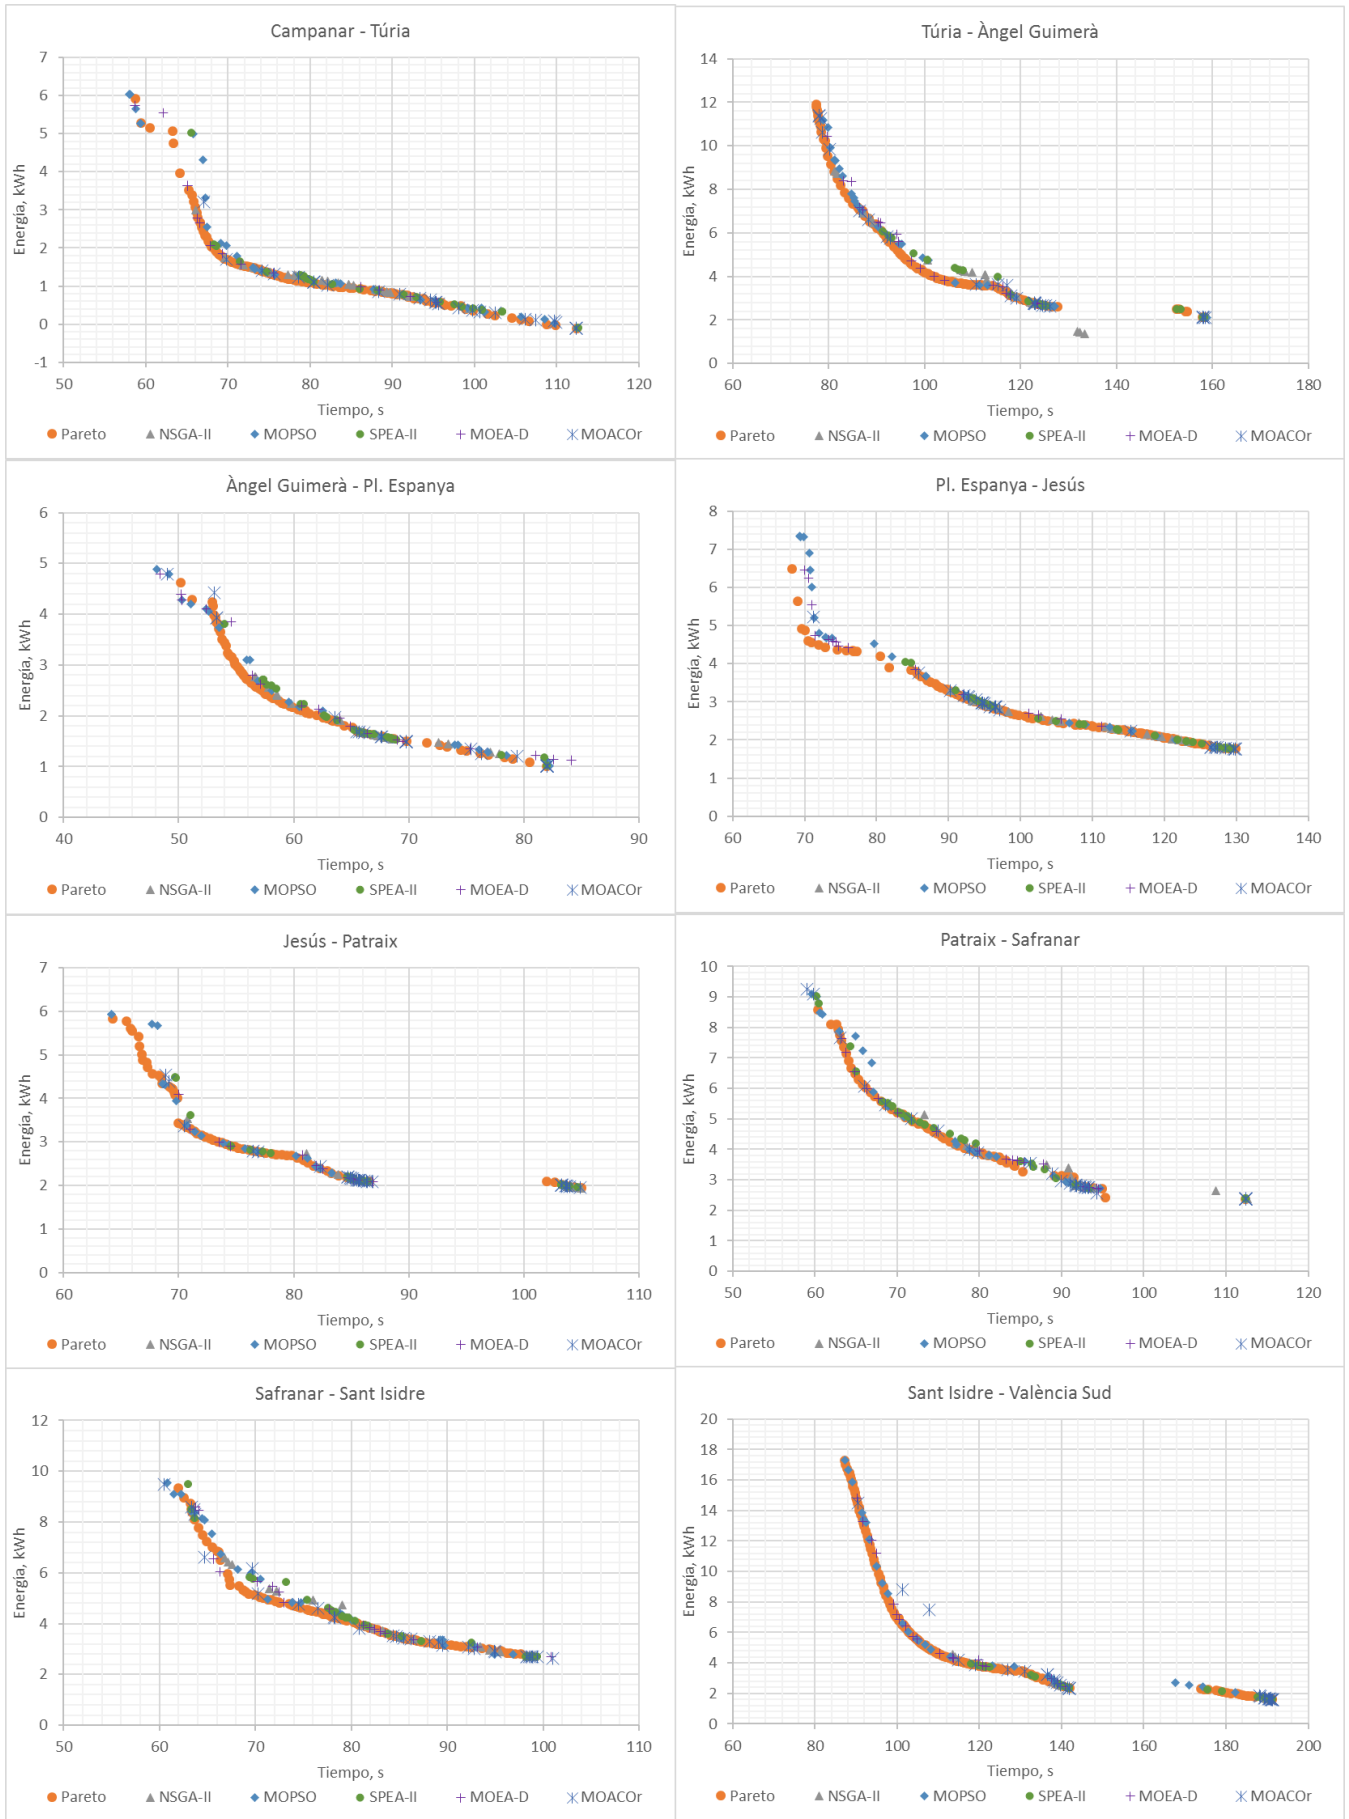 Campanar - Túria
Energía, kWh
7
6
5
4
3
2
1
0
-1
50 60 70 80 90 100 110 120
Tiempo, s
Pareto NSGA-II MOPSO SPEA-II MOEA-D MOACOr
Túria - Àngel Guimerà
Energía, kWh
14
12
10
8
6
4
2
0
60 80 100 120 140 160 180
Tiempo, s
Pareto NSGA-II MOPSO SPEA-II MOEA-D MOACOr
Àngel Guimerà - Pl. Espanya
Energía, kWh
6
5
4
3
2
1
0
40 50 60 70 80 90
Tiempo, s
Pareto NSGA-II MOPSO SPEA-II MOEA-D MOACOr
Pl. Espanya - Jesús
Energía, kWh
8
7
6
5
4
3
2
1
0
60 70 80 90 100 110 120 130 140
Tiempo, s
Pareto NSGA-II MOPSO SPEA-II MOEA-D MOACOr
Jesús - Patraix
Energía, kWh
7
6
5
4
3
2
1
0
60 70 80 90 100 110
Tiempo, s
Pareto NSGA-II MOPSO SPEA-II MOEA-D MOACOr
Patraix - Safranar
Energía, kWh
10
9
8
7
6
5
4
3
2
1
0
50 60 70 80 90 100 110 120
Tiempo, s
Pareto NSGA-II MOPSO SPEA-II MOEA-D MOACOr
Safranar - Sant Isidre
Energía, kWh
12
10
8
6
4
2
0
50 60 70 80 90 100 110
Tiempo, s
Pareto NSGA-II MOPSO SPEA-II MOEA-D MOACOr
Sant Isidre - València Sud
Energía, kWh
20
18
16
14
12
10
8
6
4
2
0
60 80 100 120 140 160 180 200
Tiempo, s
Pareto NSGA-II MOPSO SPEA-II MOEA-D MOACOr